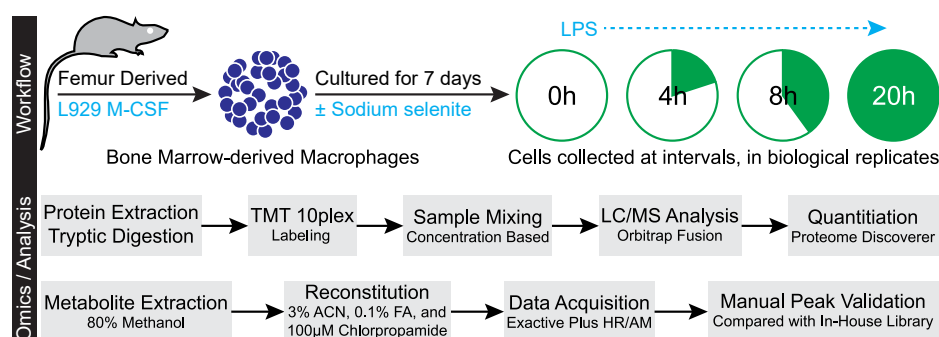 Workflow
Femur Derived
L929 M-CSF
Cultured for 7 days
± Sodium selenite
LPS
0h
4h
8h
20h
Bone Marrow-derived Macrophages
Cells collected at intervals, in biological replicates
Omics / Analysis
Protein Extraction
Tryptic Digestion
TMT 10plex
Labeling
Sample Mixing
Concentration Based
LC/MS Analysis
Orbitrap Fusion
Quantitiation
Proteome Discoverer
Metabolite Extraction
80% Methanol
Reconstitution
3% ACN, 0.1% FA, and
100µM Chlorpropamide
Data Acquisition
Exactive Plus HR/AM
Manual Peak Validation
Compared with In-House Library